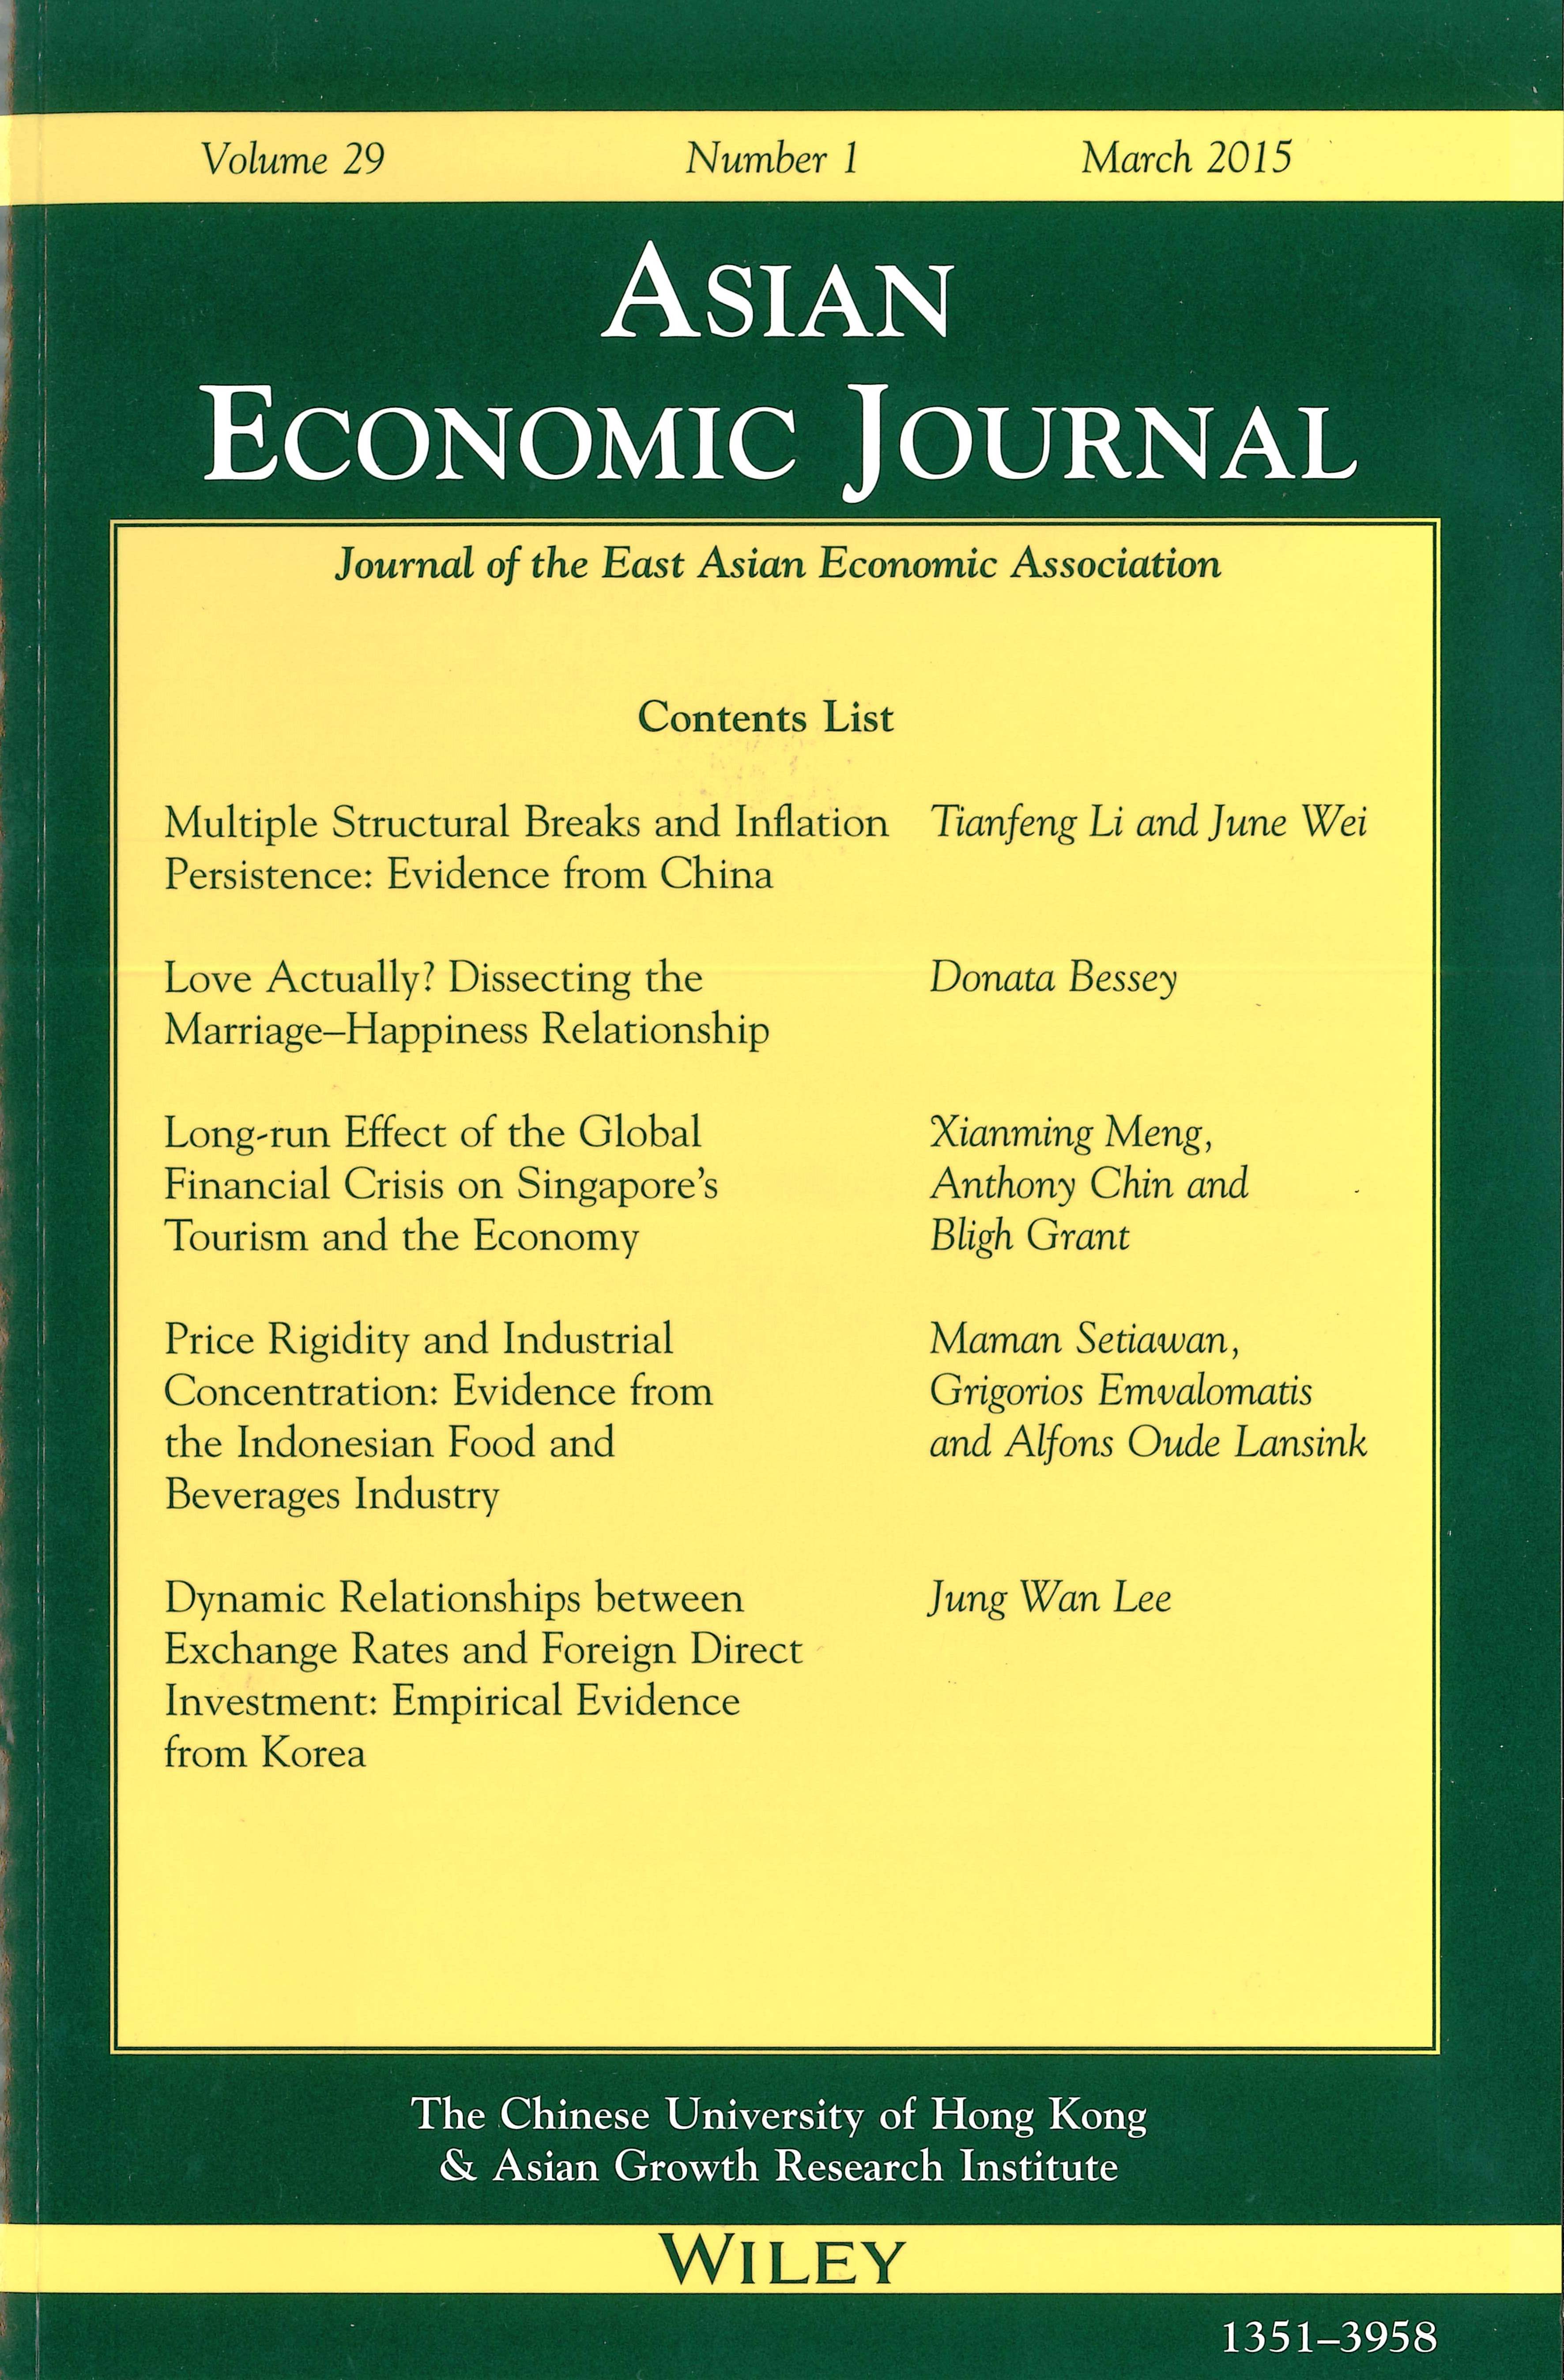 Volume 29 Number 1 March 2015
ASIAN
ECONOMIC JOURNAL
Journal of the East Asian Economic Association
Contents List
Multiple Structural Breaks and Inflation Tianfeng Li and June Wei
Persistence: Evidence from China
Love Actually? Dissecting the Donata Bessey
Marriage–Happiness Relationship
Long-run Effect of the Global Xianming Meng,
Financial Crisis on Singapore's Anthony Chin and
Tourism and the Economy Bligh Grant
Price Rigidity and Industrial Maman Setiawan,
Concentration: Evidence from Grigorios Emvalomatis
the Indonesian Food and and Alfons Oude Lansink
Beverages Industry
Dynamic Relationships between Jung Wan Lee
Exchange Rates and Foreign Direct
Investment: Empirical Evidence
from Korea
The Chinese University of Hong Kong
& Asian Growth Research Institute
WILEY
1351–3958